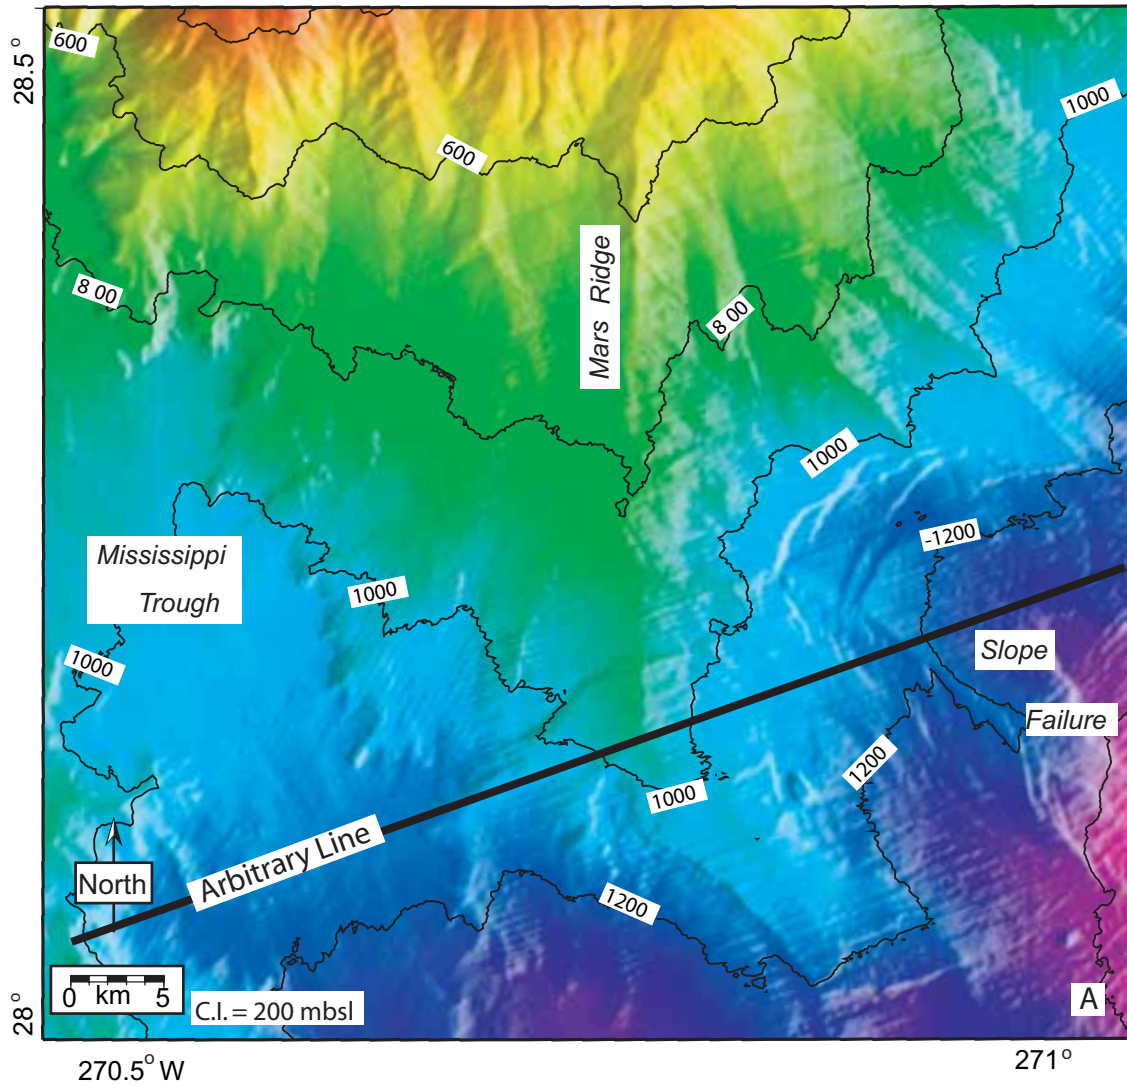 28.5°
600
1000
600
Mars Ridge
8 00
8 00
1000
-1200
Mississippi
Trough
1000
1000
Slope
Failure
1200
1000
Arbitrary Line
North
1200
0 km 5
C.I. = 200 mbsl
A
28°
270.5° W
271°